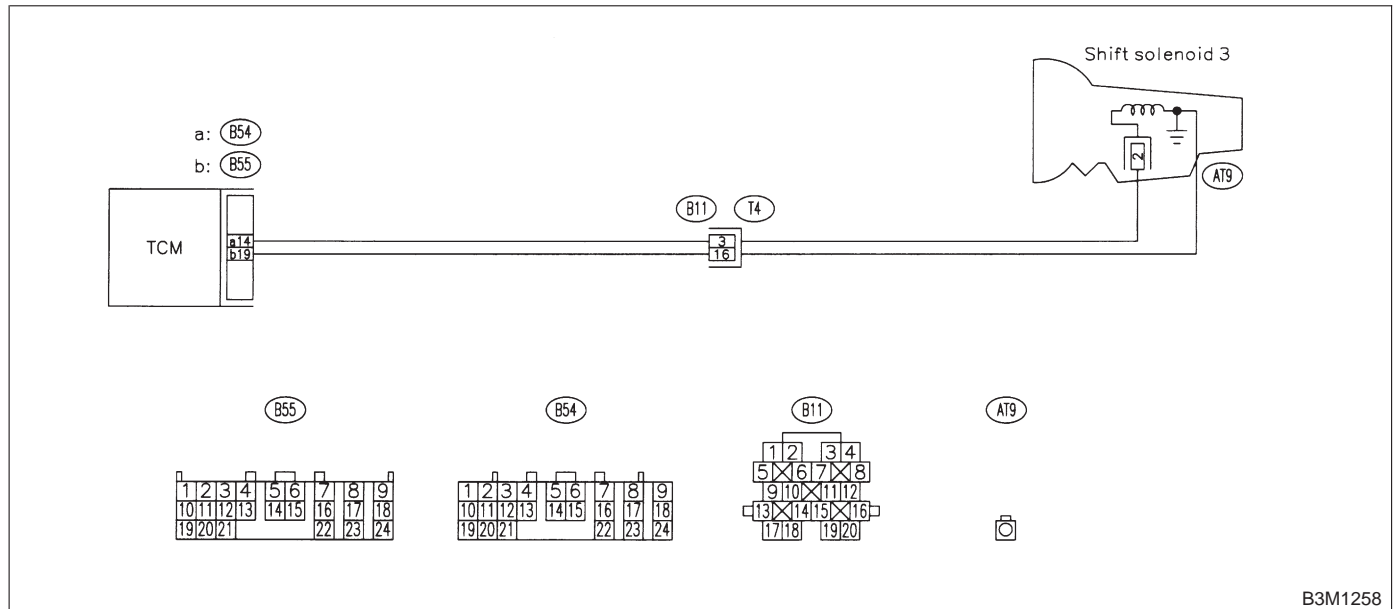 Shift solenoid 3
a: B54
b: B55
2
AT9
B11 T4
TCM
a14
b19
3
16
B55
B54
B11
AT9
1 2 3 4 5 6 7 8 9
10 11 12 13 14 15 16 17 18
19 20 21 22 23 24
1 2 3 4 5 6 7 8 9
10 11 12 13 14 15 16 17 18
19 20 21 22 23 24
1 2 3 4
5 6 7 8
9 10 11 12
13 14 15 16
17 18 19 20
B3M1258